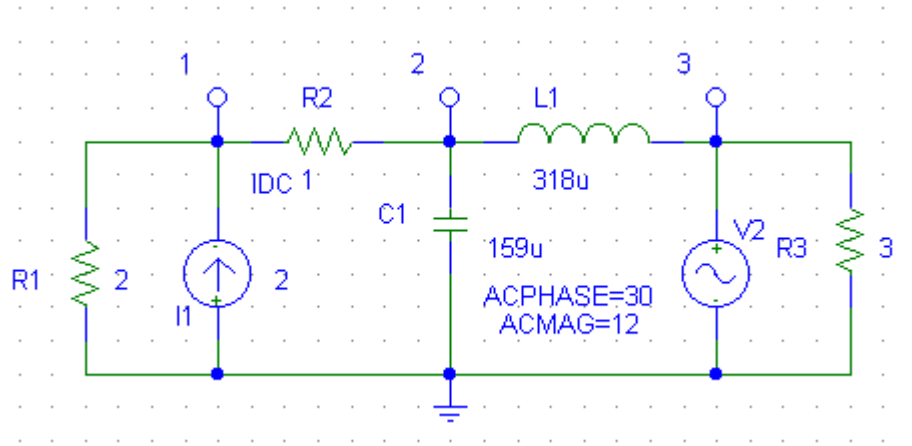 1
2
3
R2
L1
IDC 1
318u
C1
159u
V2
R1
2
I1
2
R3
3
ACPHASE=30
ACMAG=12